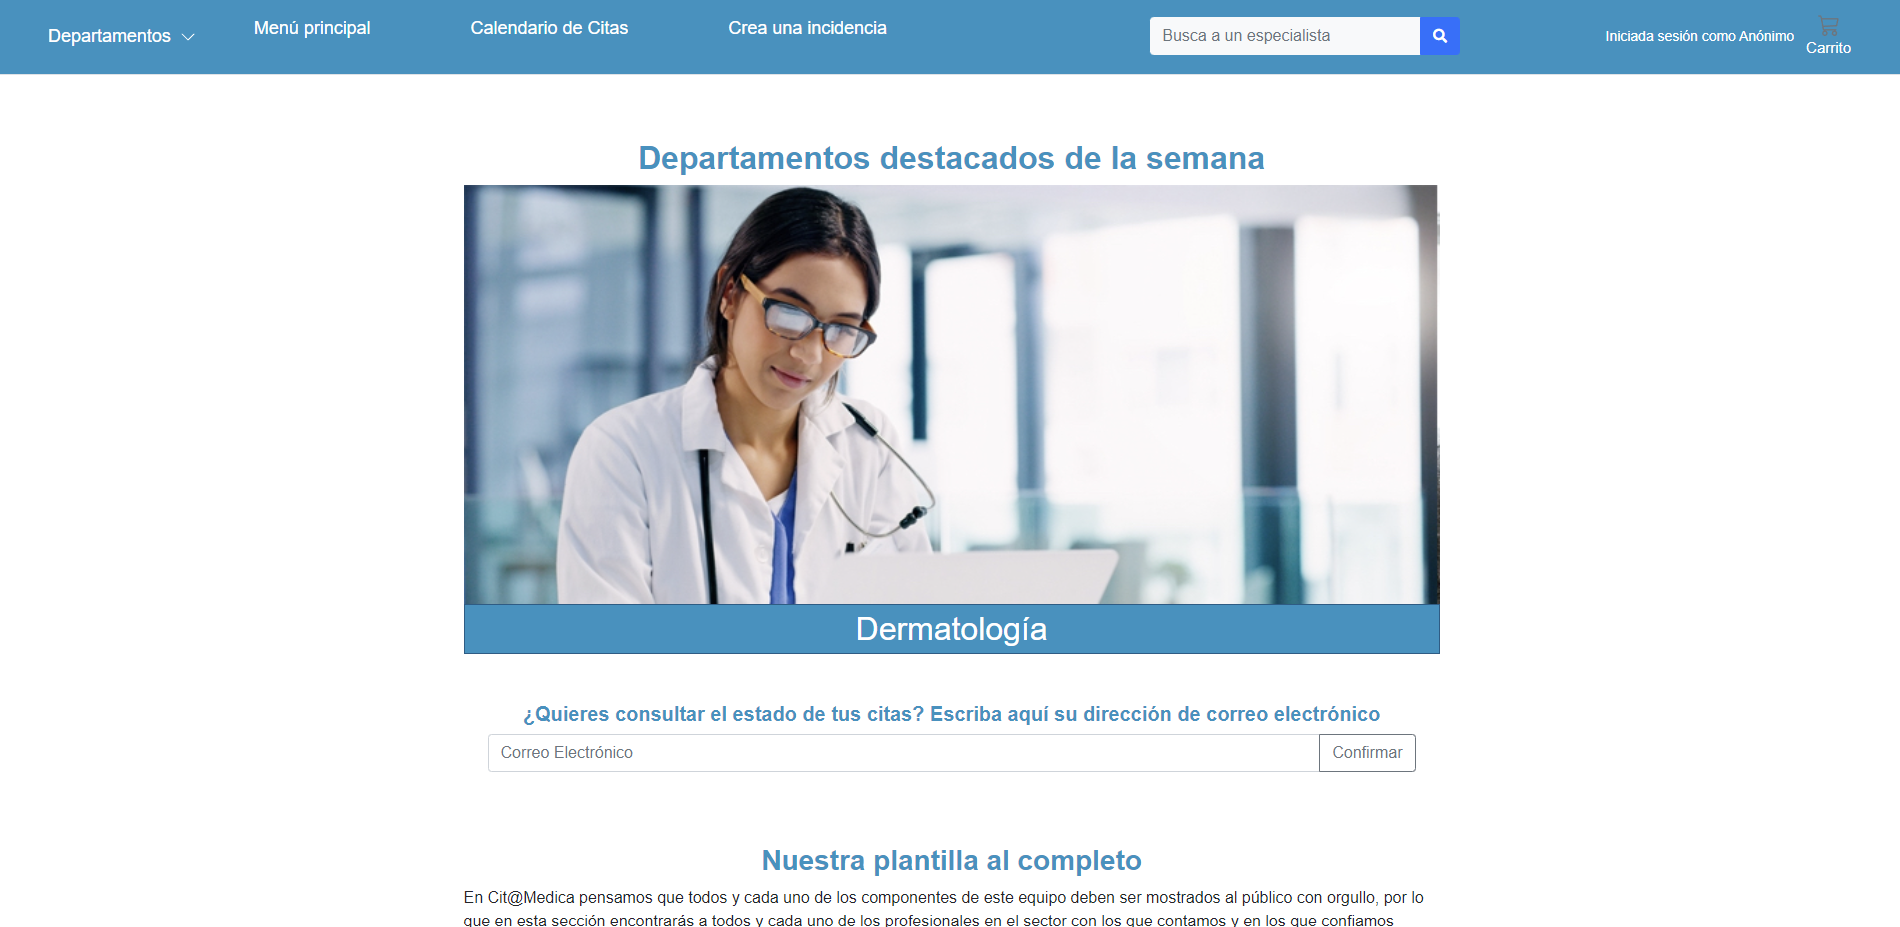 Departamentos
Menú principal
Calendario de Citas
Crea una incidencia
Busca a un especialista
Iniciada sesión como Anónimo
Carrito
Departamentos destacados de la semana
Dermatología
¿Quieres consultar el estado de tus citas? Escriba aquí su dirección de correo electrónico
Correo Electrónico
Confirmar
Nuestra plantilla al completo
En Cit@Medica pensamos que todos y cada uno de los componentes de este equipo deben ser mostrados al público con orgullo, por lo
que en esta sección encontrarás a todos y cada uno de los profesionales en el sector con los que contamos y en los que confiamos